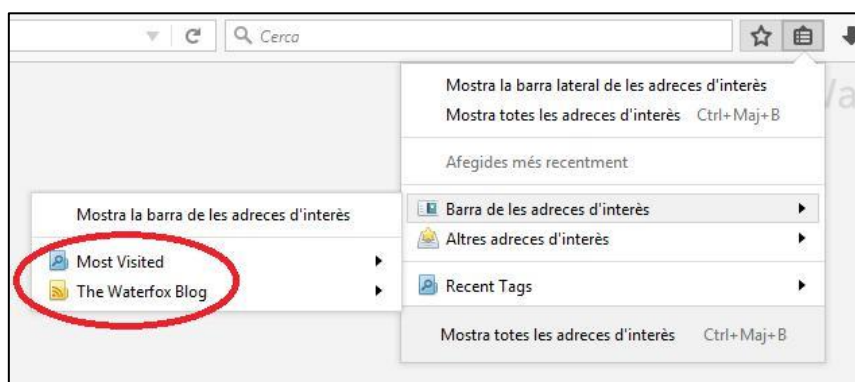 Cerca
Mostra la barra lateral de les adreces d'interès
Mostra totes les adreces d'interès Ctrl+Maj+B
Afegides més recentment
Barra de les adreces d'interès
Altres adreces d'interès
Recent Tags
Mostra totes les adreces d'interès Ctrl+Maj+B
Mostra la barra de les adreces d'interès
Most Visited
The Waterfox Blog